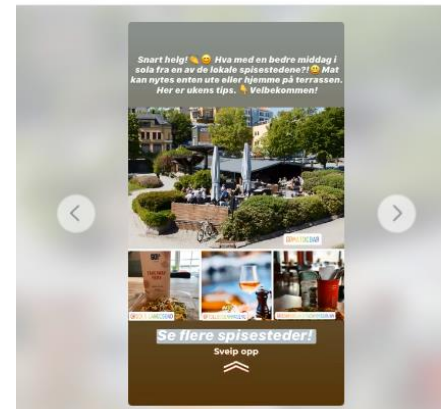 Snart helg!👏😊 Hva med en bedre middag i
sola fra en av de lokale spisestedene?!😀Mat
kan nytes enten ute eller hjemme på terrassen.
Her er ukens tips.👇Velbekommen!
Se flere spisesteder!
Sveip opp